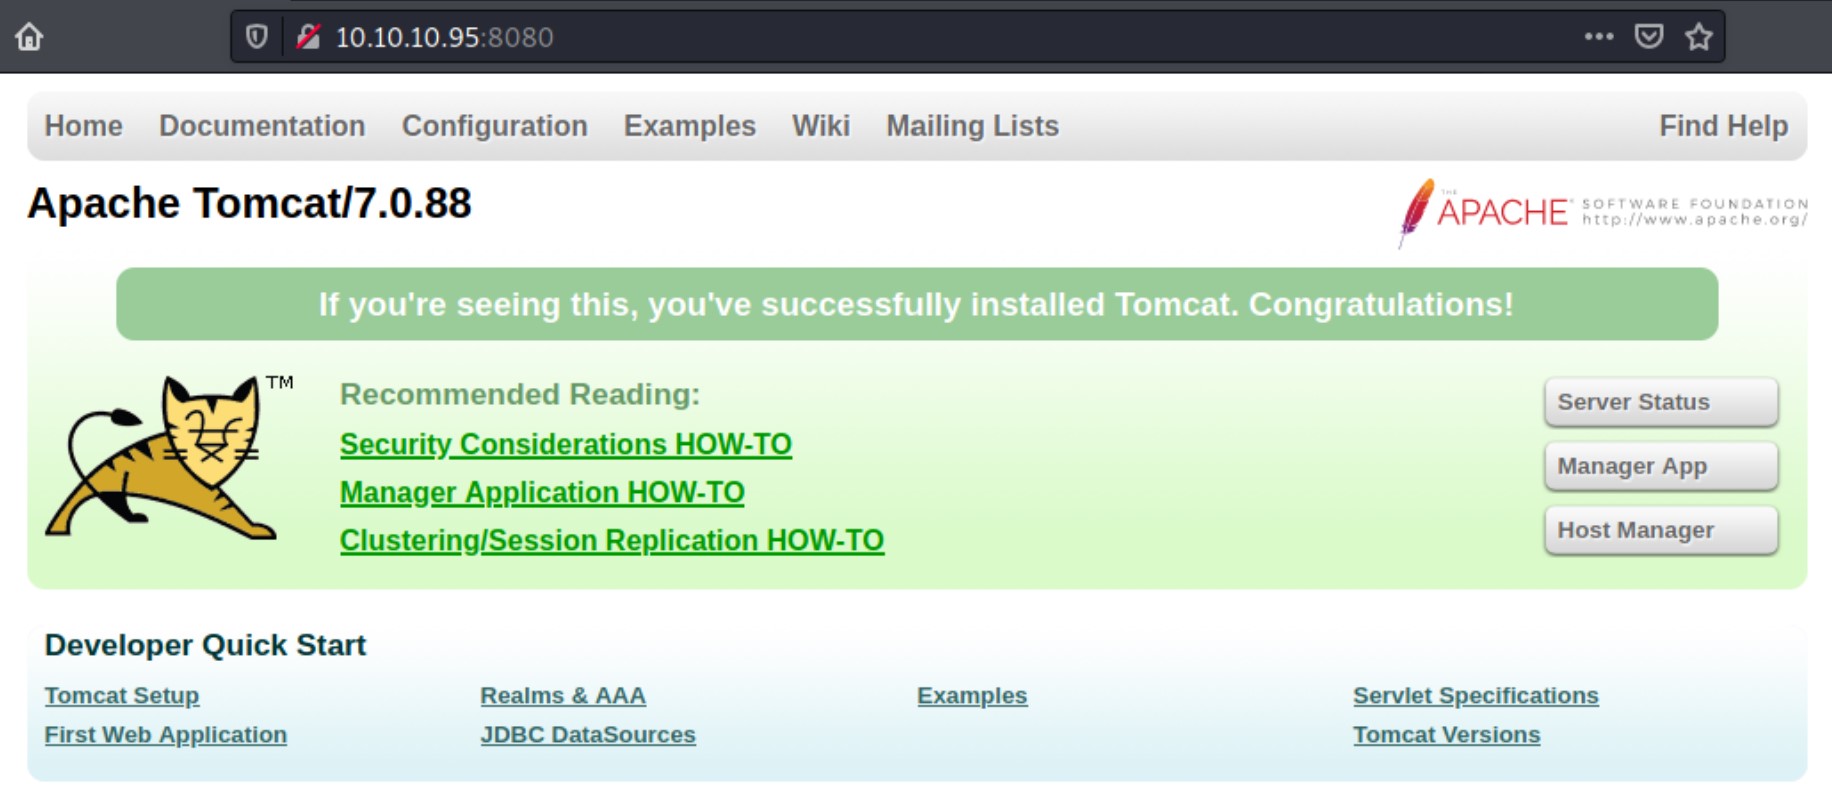 10.10.10.95:8080
Home Documentation Configuration Examples Wiki Mailing Lists Find Help
Apache Tomcat/7.0.88
THE
APACHE® SOFTWARE FOUNDATION
http://www.apache.org/
If you're seeing this, you've successfully installed Tomcat. Congratulations!
TM
Recommended Reading:
Security Considerations HOW-TO
Manager Application HOW-TO
Clustering/Session Replication HOW-TO
Server Status
Manager App
Host Manager
Developer Quick Start
Tomcat Setup
First Web Application
Realms & AAA
JDBC DataSources
Examples
Servlet Specifications
Tomcat Versions